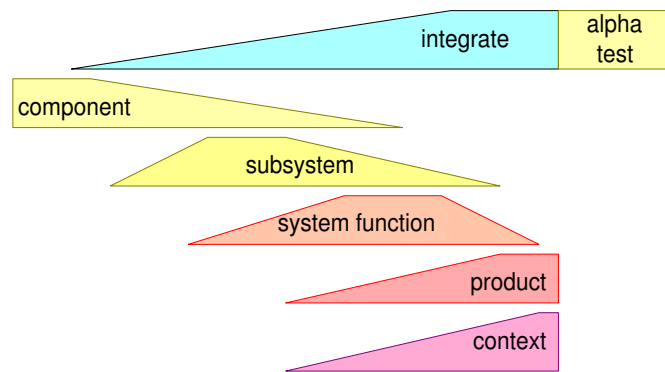 integrate
alpha
test
component
subsystem
system function
product
context